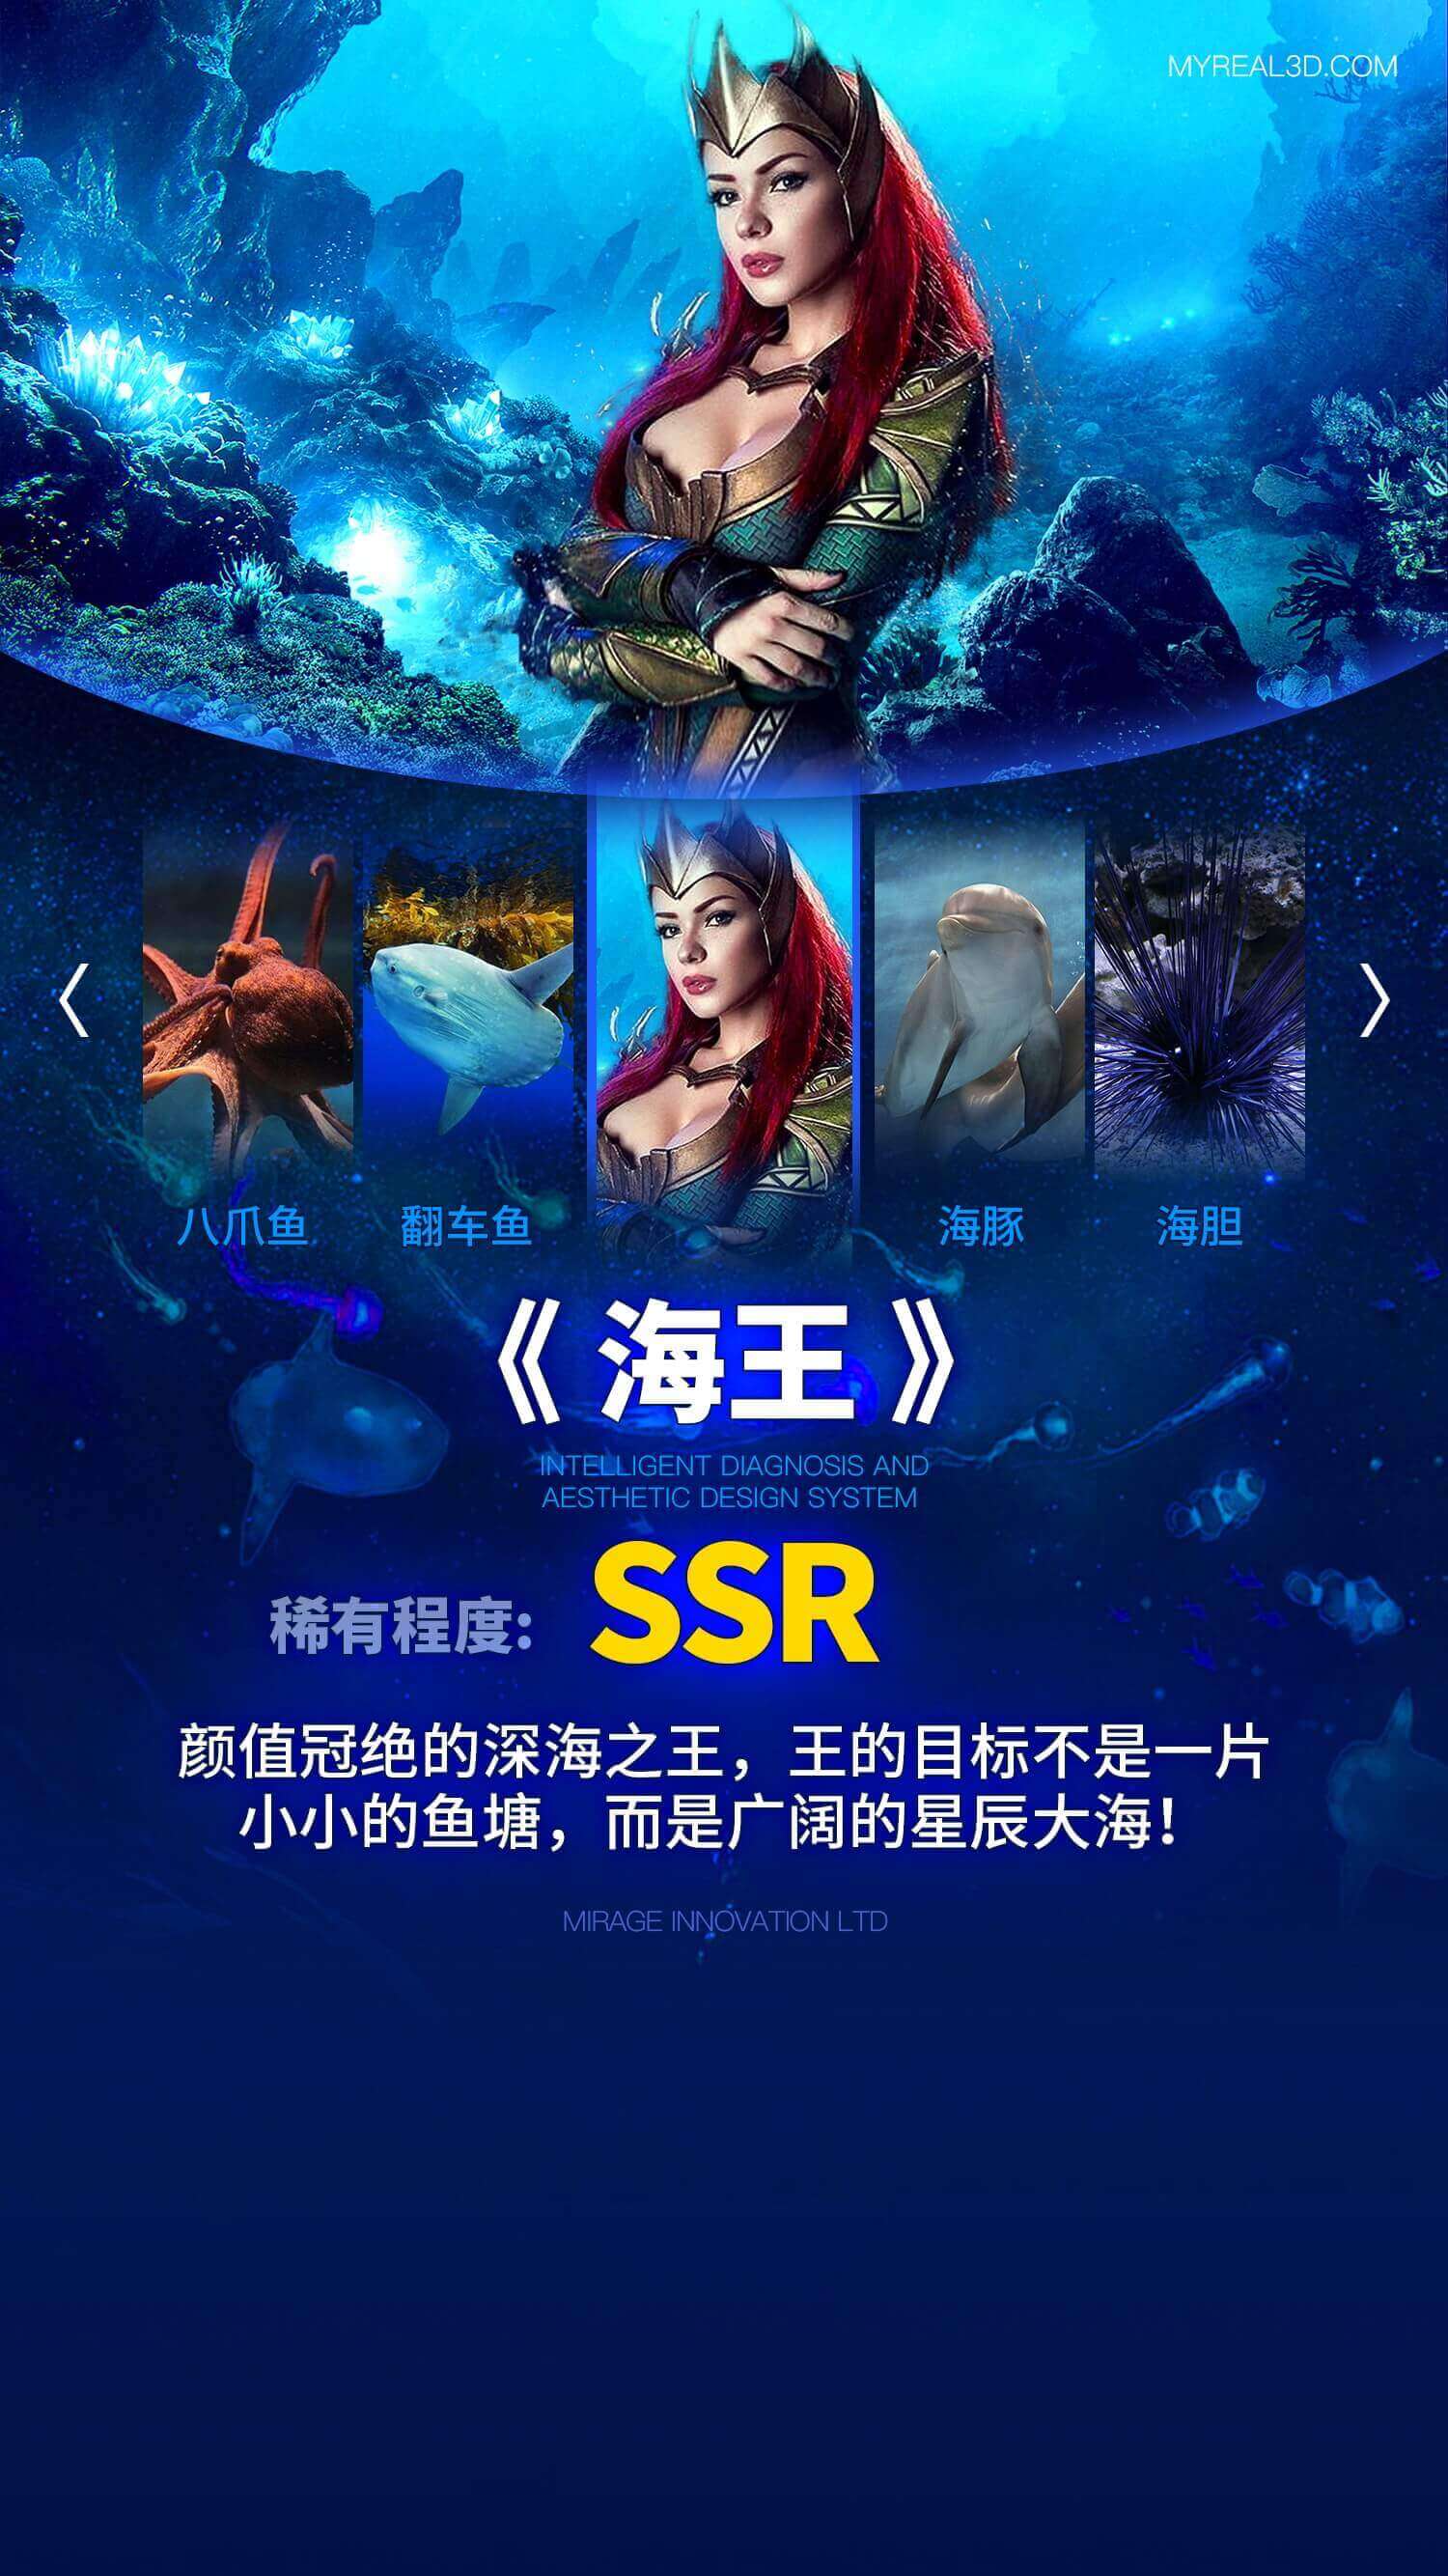 MYREAL3D.COM
八爪鱼
翻车鱼
海豚
海胆
《海王》
INTELLIGENT DIAGNOSIS AND
AESTHETIC DESIGN SYSTEM
稀有程度: SSR
颜值冠绝的深海之王，王的目标不是一片
小小的鱼塘，而是广阔的星辰大海！
MIRAGE INNOVATION LTD